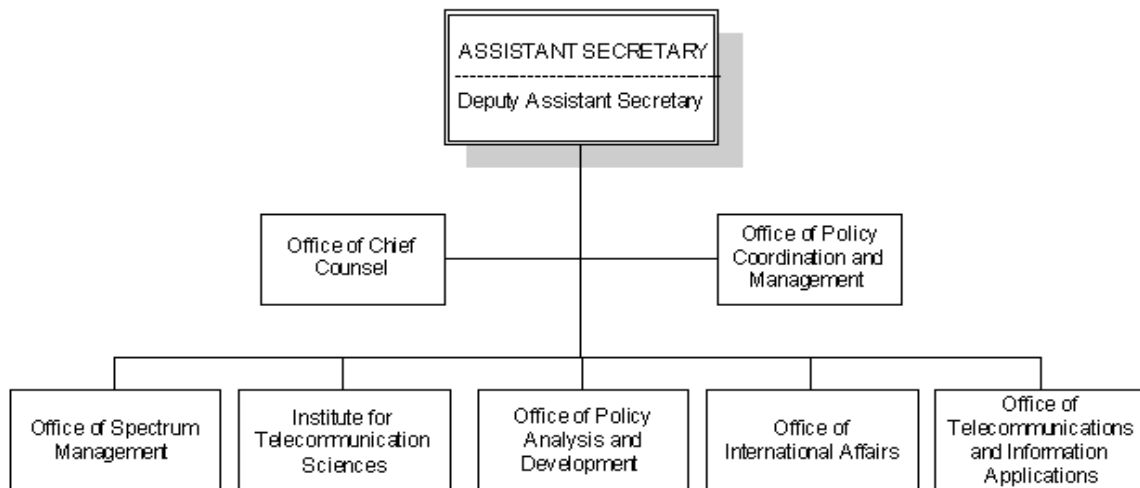 ASSISTANT SECRETARY
Deputy Assistant Secretary
Office of Chief
Counsel
Office of Policy
Coordination and
Management
Office of Spectrum
Management
Institute for
Telecommunication
Sciences
Office of Policy
Analysis and
Development
Office of
International Affairs
Office of
Telecommunications
and Information
Applications